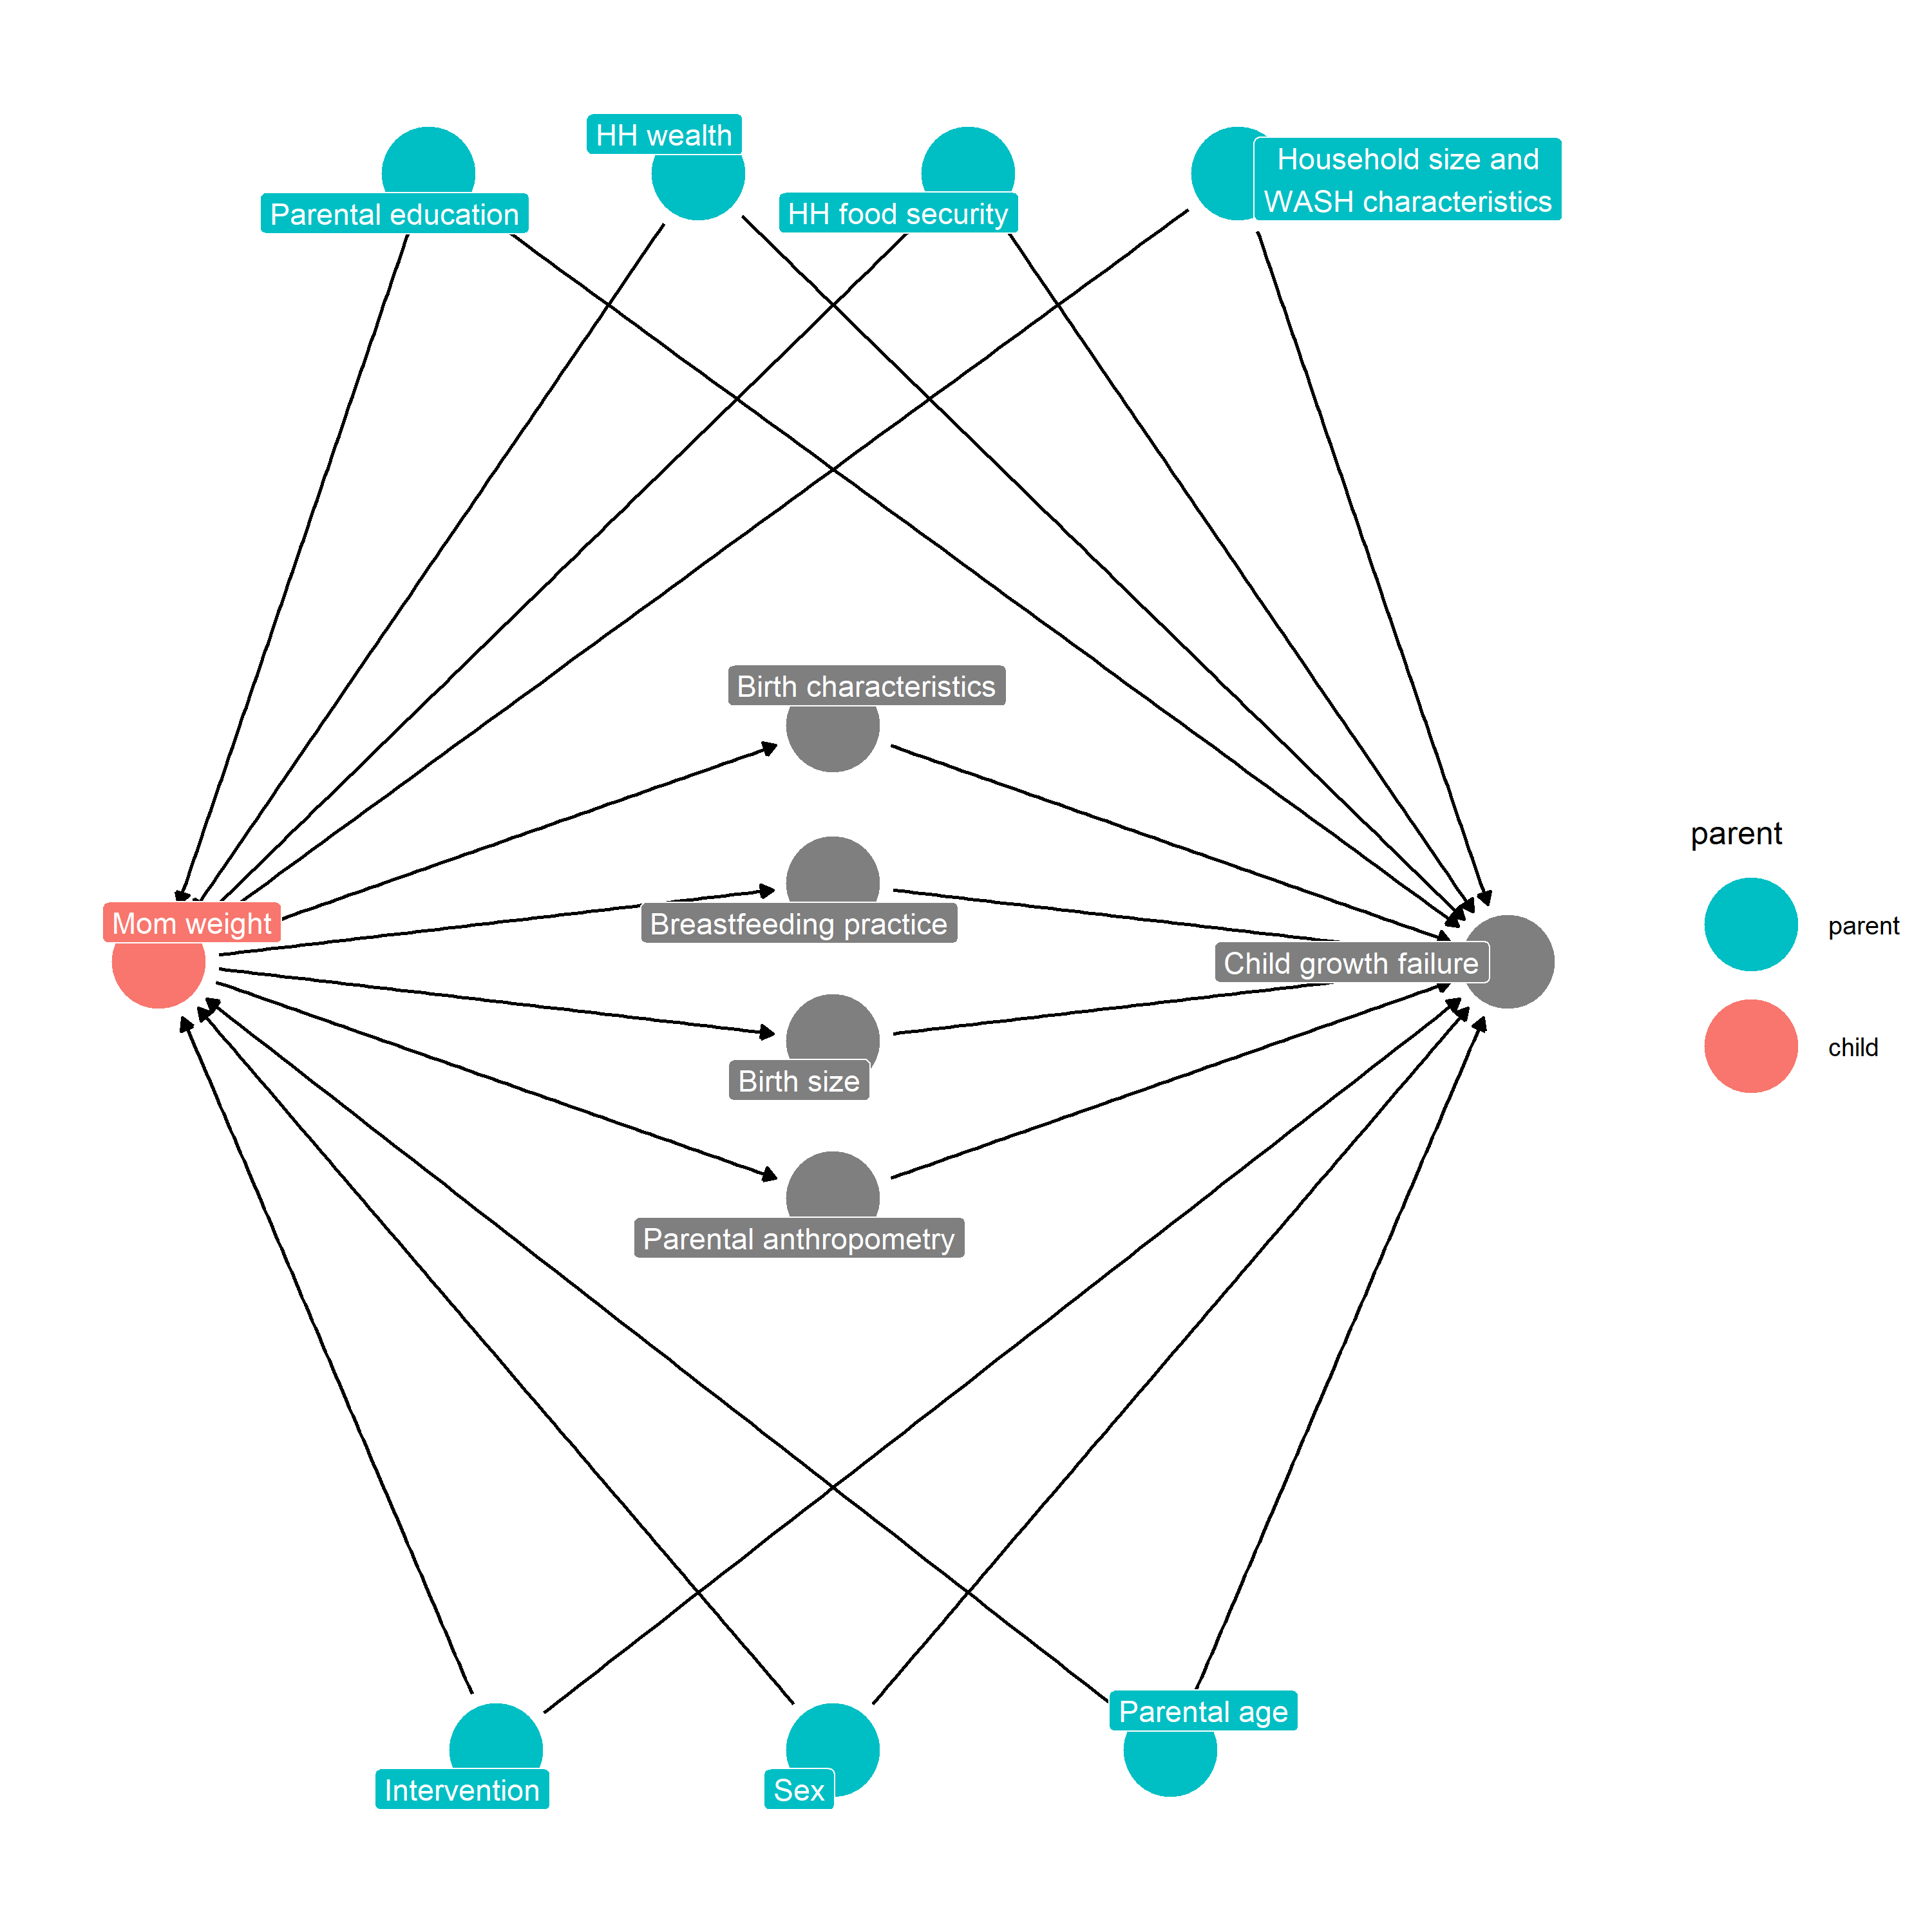 HH wealth
Household size and
WASH characteristics
Parental education
HH food security
Birth characteristics
Mom weight
Breastfeeding practice
Child growth failure
Birth size
Parental anthropometry
Parental age
Intervention
Sex
parent
parent
child